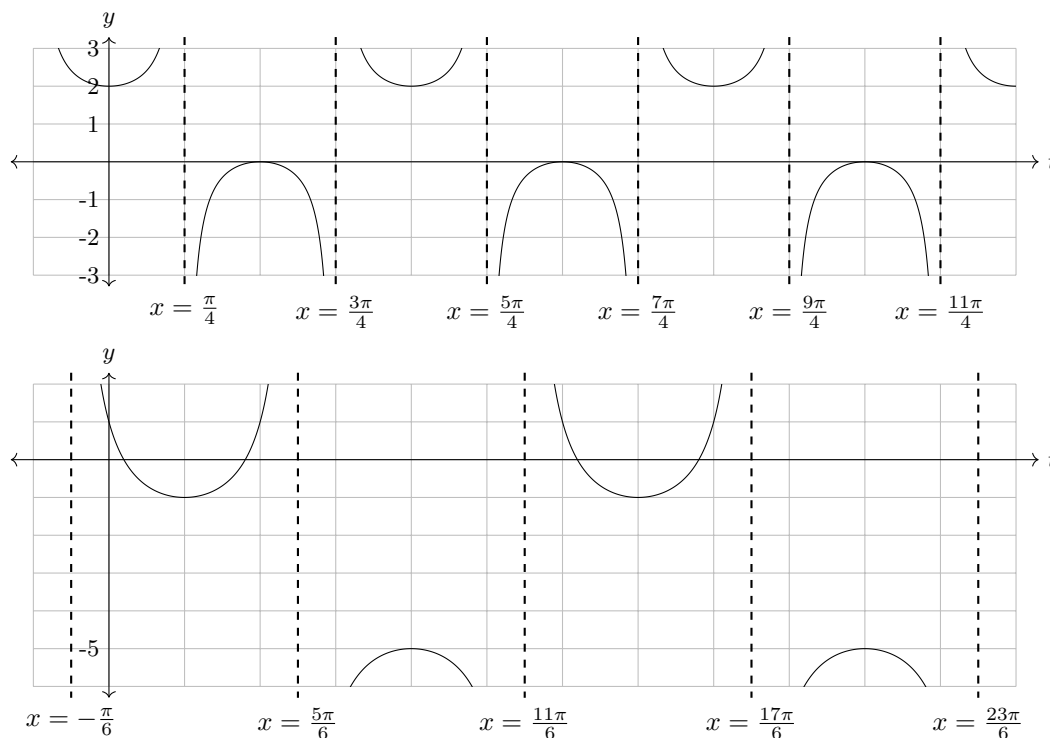 y
3
2
1
-1
-2
-3
x = π/4 x = 3π/4 x = 5π/4 x = 7π/4 x = 9π/4 x = 11π/4
y
-5
x = −π/6 x = 5π/6 x = 11π/6 x = 17π/6 x = 23π/6